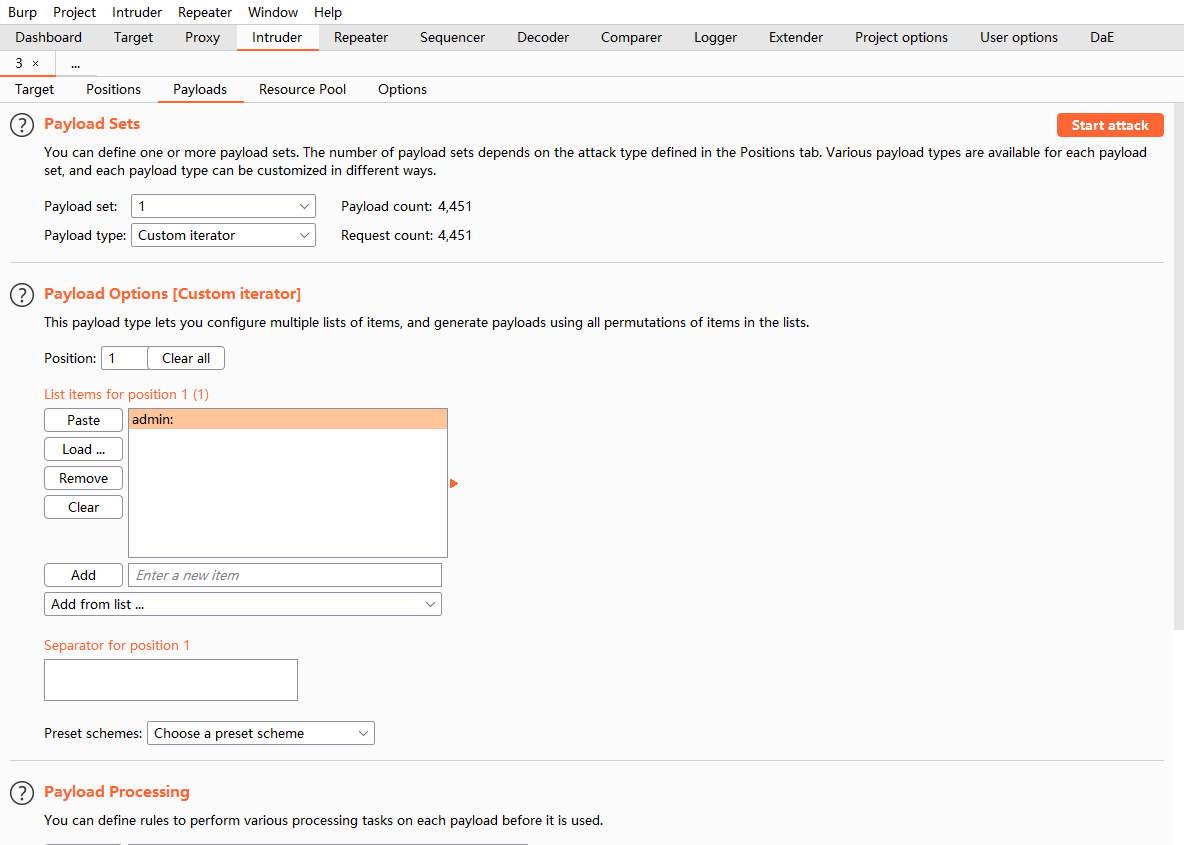 Burp Project Intruder Repeater Window Help
Dashboard Target Proxy Intruder Repeater Sequencer Decoder Comparer Logger Extender Project options User options DaE
3 × ...
Target Positions Payloads Resource Pool Options
? Payload Sets Start attack
You can define one or more payload sets. The number of payload sets depends on the attack type defined in the Positions tab. Various payload types are available for each payload
set, and each payload type can be customized in different ways.
Payload set: 1 Payload count: 4,451
Payload type: Custom iterator Request count: 4,451
? Payload Options [Custom iterator]
This payload type lets you configure multiple lists of items, and generate payloads using all permutations of items in the lists.
Position: 1 Clear all
List items for position 1 (1)
Paste admin:
Load ...
Remove
Clear
Add Enter a new item
Add from list ...
Separator for position 1
Preset schemes: Choose a preset scheme
? Payload Processing
You can define rules to perform various processing tasks on each payload before it is used.